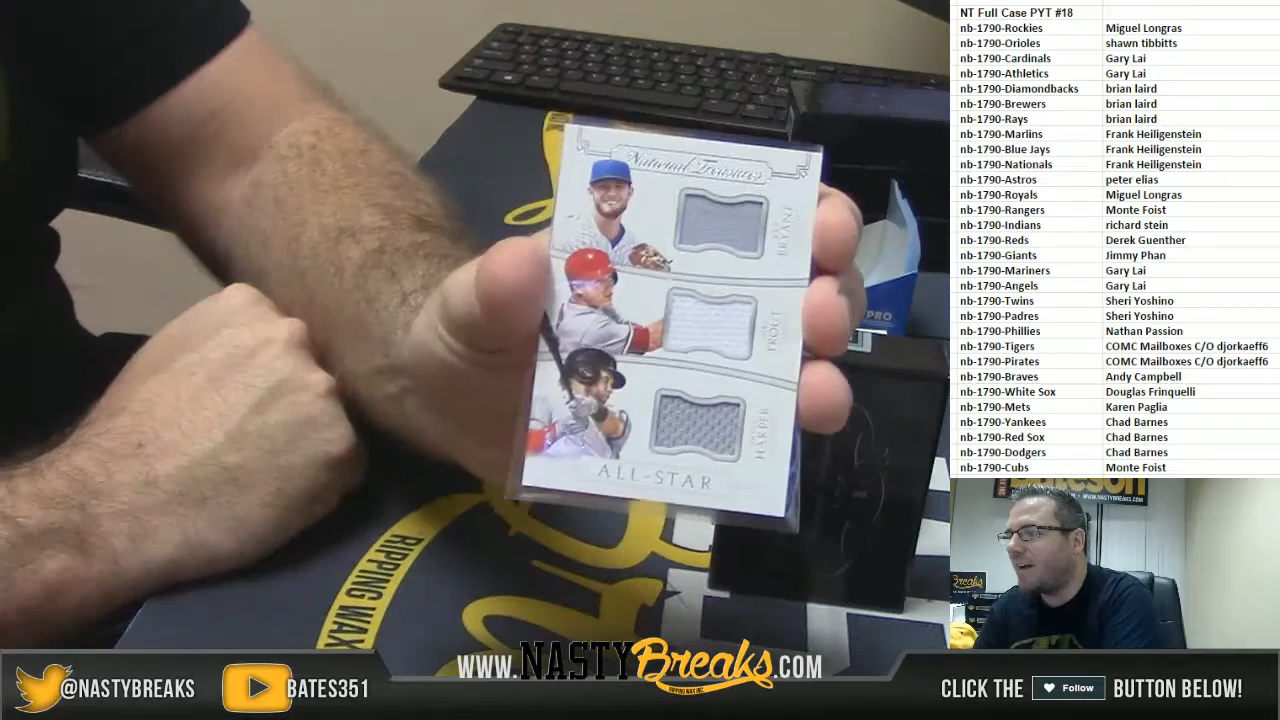 NT Full Case PYT #18
nb-1790-Rockies Miguel Longras
nb-1790-Orioles shawn tibbitts
nb-1790-Cardinals Gary Lai
nb-1790-Athletics Gary Lai
nb-1790-Diamondbacks brian laird
nb-1790-Brewers brian laird
nb-1790-Rays brian laird
nb-1790-Marlins Frank Heiligenstein
nb-1790-Blue Jays Frank Heiligenstein
nb-1790-Nationals Frank Heiligenstein
nb-1790-Astros peter elias
nb-1790-Royals Miguel Longras
nb-1790-Rangers Monte Foist
nb-1790-Indians richard stein
nb-1790-Reds Derek Guenther
nb-1790-Giants Jimmy Phan
nb-1790-Mariners Gary Lai
nb-1790-Angels Gary Lai
nb-1790-Twins Sheri Yoshino
nb-1790-Padres Sheri Yoshino
nb-1790-Phillies Nathan Passion
nb-1790-Tigers COMC Mailboxes C/O djorkaeff6
nb-1790-Pirates COMC Mailboxes C/O djorkaeff6
nb-1790-Braves Andy Campbell
nb-1790-White Sox Douglas Frinquelli
nb-1790-Mets Karen Paglia
nb-1790-Yankees Chad Barnes
nb-1790-Red Sox Chad Barnes
nb-1790-Dodgers Chad Barnes
nb-1790-Cubs Monte Foist
National Treasures
BRYANT
TROUT
HARPER
ALL-STAR
PRO
RIPPING WAX
WWW.NASTYBREAKS.COM
Breaks
@NASTYBREAKS
BATES351
WWW.NASTYBreaks.COM
RIPPING WAX INC
CLICK THE Follow BUTTON BELOW!